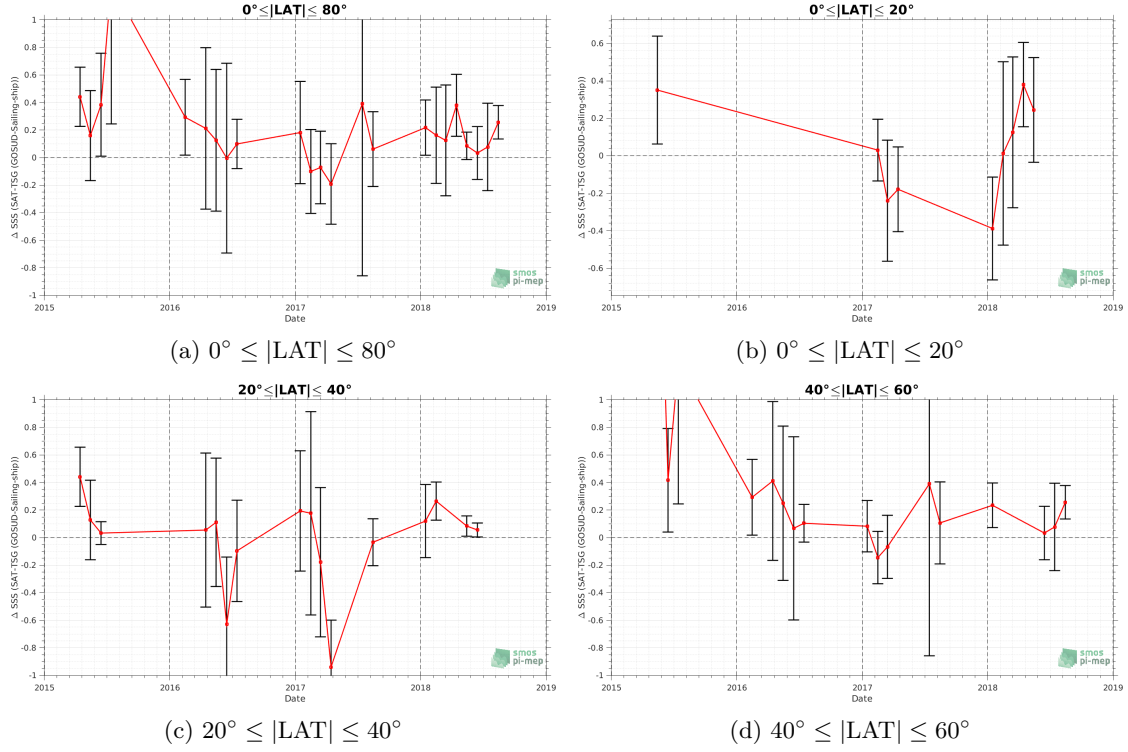 0°≤|LAT|≤ 80°
Δ SSS (SAT-TSG (GOSUD-Sailing-ship))
1
0.8
0.6
0.4
0.2
0
-0.2
-0.4
-0.6
-0.8
-1
2015 2016 2017 2018 2019
Date
smos
pi-mep
(a) 0° ≤ |LAT| ≤ 80°
0°≤|LAT|≤ 20°
Δ SSS (SAT-TSG (GOSUD-Sailing-ship))
0.6
0.4
0.2
0
-0.2
-0.4
-0.6
2015 2016 2017 2018 2019
Date
smos
pi-mep
(b) 0° ≤ |LAT| ≤ 20°
20°≤|LAT|≤ 40°
Δ SSS (SAT-TSG (GOSUD-Sailing-ship))
1
0.8
0.6
0.4
0.2
0
-0.2
-0.4
-0.6
-0.8
-1
2015 2016 2017 2018 2019
Date
smos
pi-mep
(c) 20° ≤ |LAT| ≤ 40°
40°≤|LAT|≤ 60°
Δ SSS (SAT-TSG (GOSUD-Sailing-ship))
1
0.8
0.6
0.4
0.2
0
-0.2
-0.4
-0.6
-0.8
-1
2015 2016 2017 2018 2019
Date
smos
pi-mep
(d) 40° ≤ |LAT| ≤ 60°